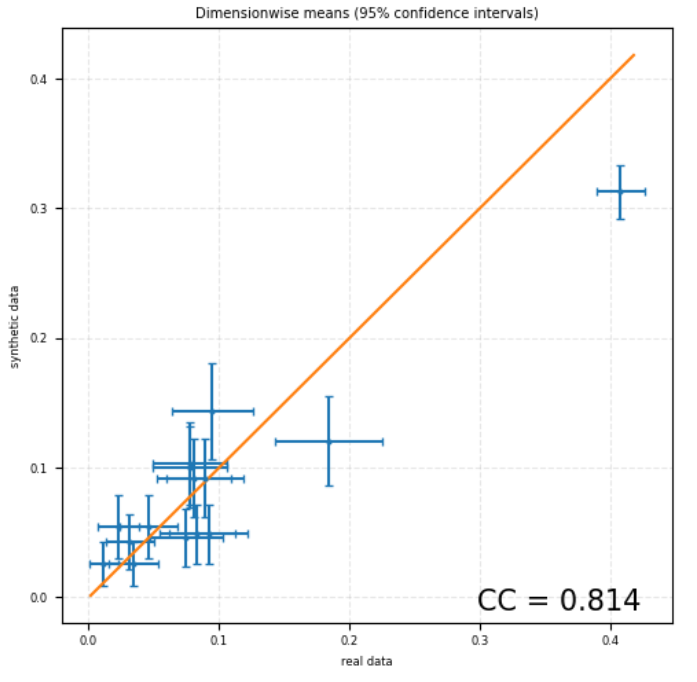 Dimensionwise means (95% confidence intervals)
0.4
0.3
0.2
0.1
0.0
synthetic data
CC = 0.814
0.0 0.1 0.2 0.3 0.4
real data